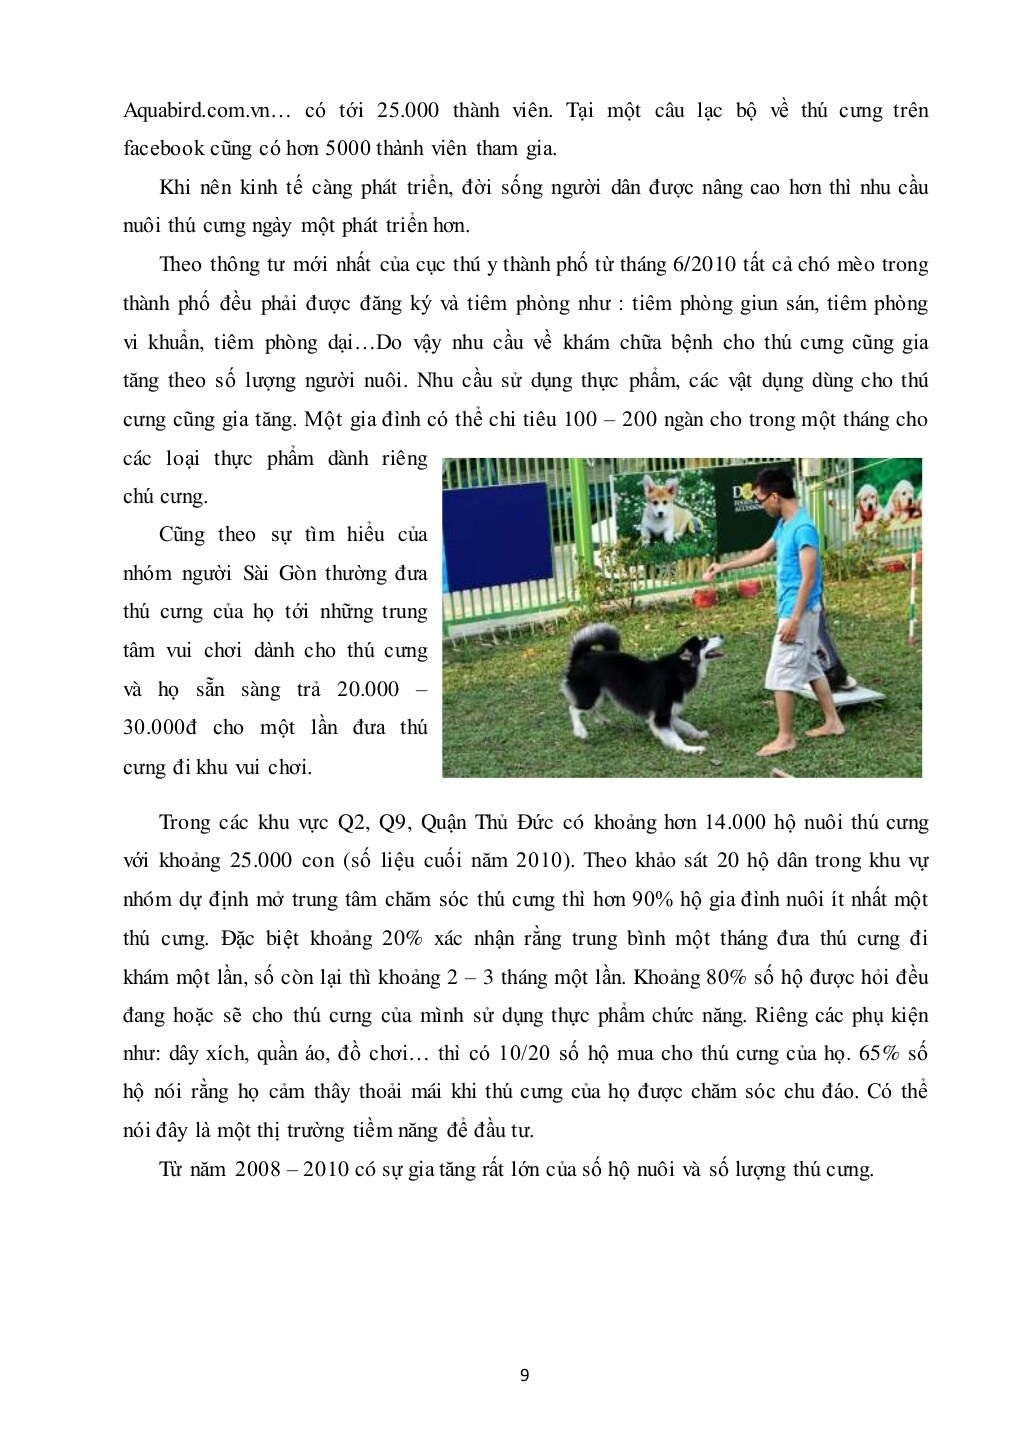 Aquabird.com.vn… có tới 25.000 thành viên. Tại một câu lạc bộ về thú cưng trên
facebook cũng có hơn 5000 thành viên tham gia.
Khi nên kinh tế càng phát triển, đời sống người dân được nâng cao hơn thì nhu cầu
nuôi thú cưng ngày một phát triển hơn.
Theo thông tư mới nhất của cục thú y thành phố từ tháng 6/2010 tất cả chó mèo trong
thành phố đều phải được đăng ký và tiêm phòng như : tiêm phòng giun sán, tiêm phòng
vi khuẩn, tiêm phòng dại…Do vậy nhu cầu về khám chữa bệnh cho thú cưng cũng gia
tăng theo số lượng người nuôi. Nhu cầu sử dụng thực phẩm, các vật dụng dùng cho thú
cưng cũng gia tăng. Một gia đình có thể chi tiêu 100 – 200 ngàn cho trong một tháng cho
các loại thực phẩm dành riêng
chú cưng.
Cũng theo sự tìm hiểu của
nhóm người Sài Gòn thường đưa
thú cưng của họ tới những trung
tâm vui chơi dành cho thú cưng
và họ sẵn sàng trả 20.000 –
30.000đ cho một lần đưa thú
cưng đi khu vui chơi.
Trong các khu vực Q2, Q9, Quận Thủ Đức có khoảng hơn 14.000 hộ nuôi thú cưng
với khoảng 25.000 con (số liệu cuối năm 2010). Theo khảo sát 20 hộ dân trong khu vự
nhóm dự định mở trung tâm chăm sóc thú cưng thì hơn 90% hộ gia đình nuôi ít nhất một
thú cưng. Đặc biệt khoảng 20% xác nhận rằng trung bình một tháng đưa thú cưng đi
khám một lần, số còn lại thì khoảng 2 – 3 tháng một lần. Khoảng 80% số hộ được hỏi đều
đang hoặc sẽ cho thú cưng của mình sử dụng thực phẩm chức năng. Riêng các phụ kiện
như: dây xích, quần áo, đồ chơi… thì có 10/20 số hộ mua cho thú cưng của họ. 65% số
hộ nói rằng họ cảm thây thoải mái khi thú cưng của họ được chăm sóc chu đáo. Có thể
nói đây là một thị trường tiềm năng để đầu tư.
Từ năm 2008 – 2010 có sự gia tăng rất lớn của số hộ nuôi và số lượng thú cưng.
9